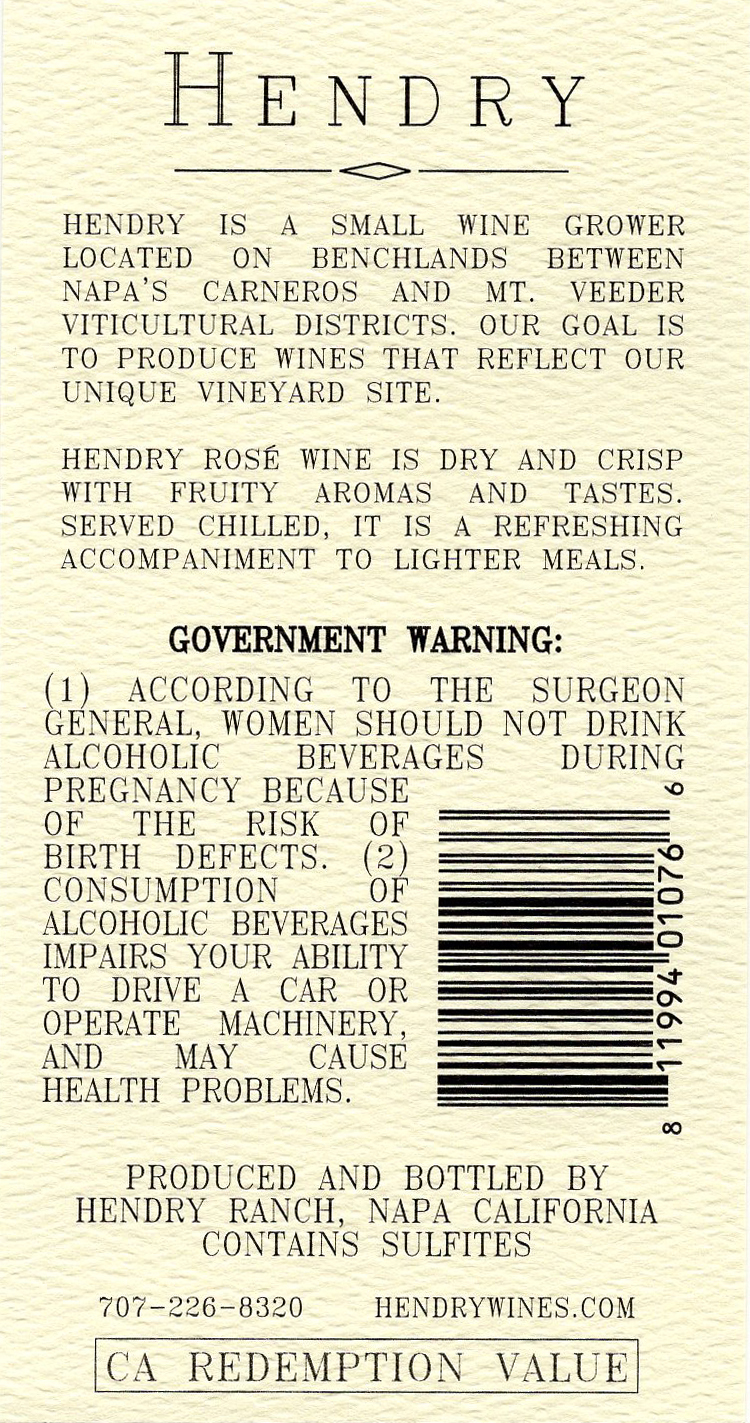 HENDRY
HENDRY IS A SMALL WINE GROWER
LOCATED ON BENCHLANDS BETWEEN
NAPA'S CARNEROS AND MT. VEEDER
VITICULTURAL DISTRICTS. OUR GOAL IS
TO PRODUCE WINES THAT REFLECT OUR
UNIQUE VINEYARD SITE.
HENDRY ROSÉ WINE IS DRY AND CRISP
WITH FRUITY AROMAS AND TASTES.
SERVED CHILLED, IT IS A REFRESHING
ACCOMPANIMENT TO LIGHTER MEALS.
GOVERNMENT WARNING:
(1) ACCORDING TO THE SURGEON
GENERAL, WOMEN SHOULD NOT DRINK
ALCOHOLIC BEVERAGES DURING
PREGNANCY BECAUSE
OF THE RISK OF
BIRTH DEFECTS. (2)
CONSUMPTION OF
ALCOHOLIC BEVERAGES
IMPAIRS YOUR ABILITY
TO DRIVE A CAR OR
OPERATE MACHINERY,
AND MAY CAUSE
HEALTH PROBLEMS.
8 11994 01076 6
PRODUCED AND BOTTLED BY
HENDRY RANCH, NAPA CALIFORNIA
CONTAINS SULFITES
707-226-8320 HENDRYWINES.COM
CA REDEMPTION VALUE